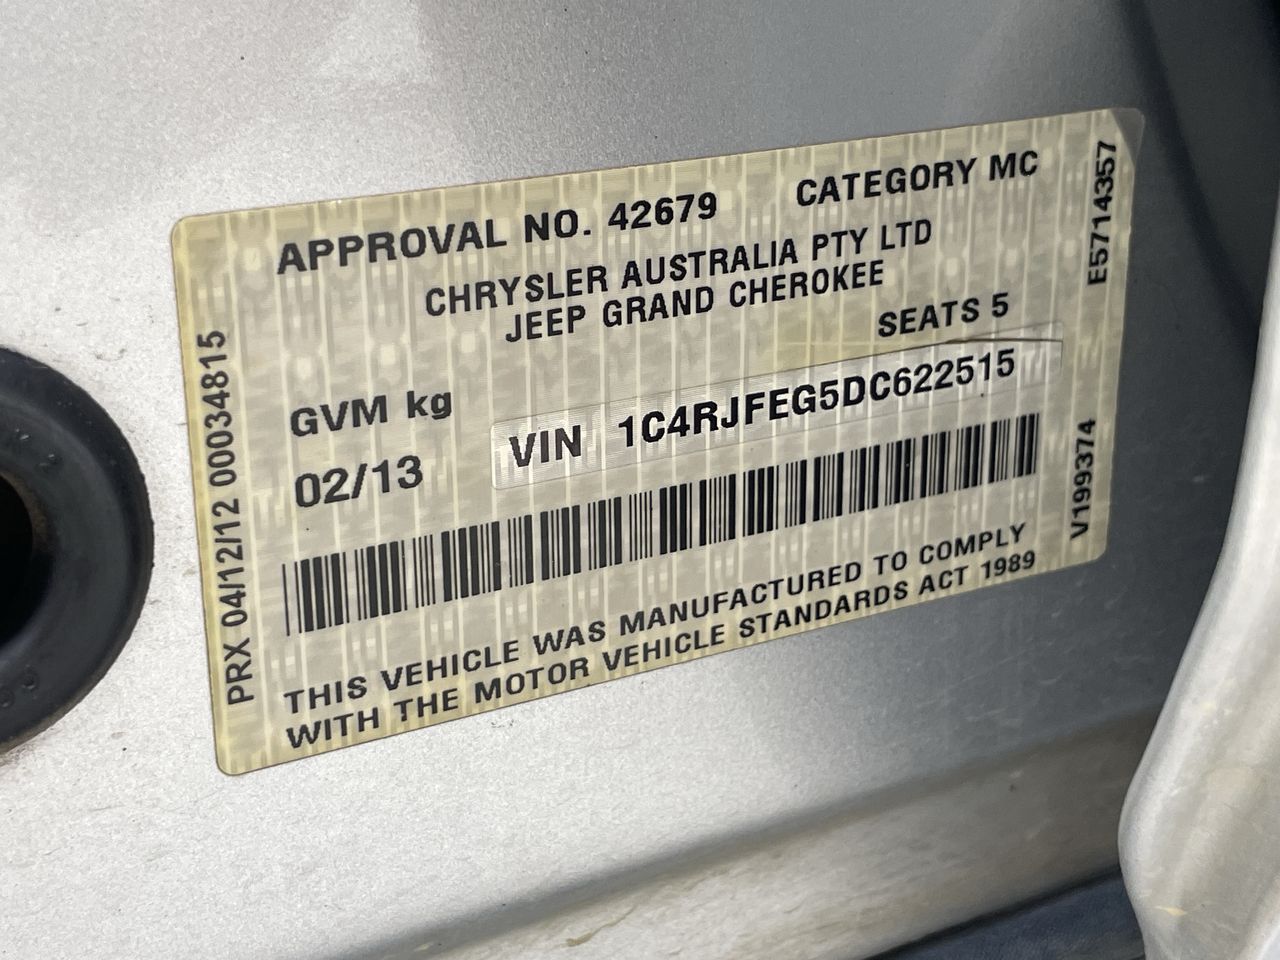 APPROVAL NO. 42679 CATEGORY MC
CHRYSLER AUSTRALIA PTY LTD
JEEP GRAND CHEROKEE
SEATS 5
GVM kg
VIN 1C4RJFEG5DC622515
02/13
THIS VEHICLE WAS MANUFACTURED TO COMPLY
WITH THE MOTOR VEHICLE STANDARDS ACT 1989
PRX 04/12/12 00034815
E5714357
V199374